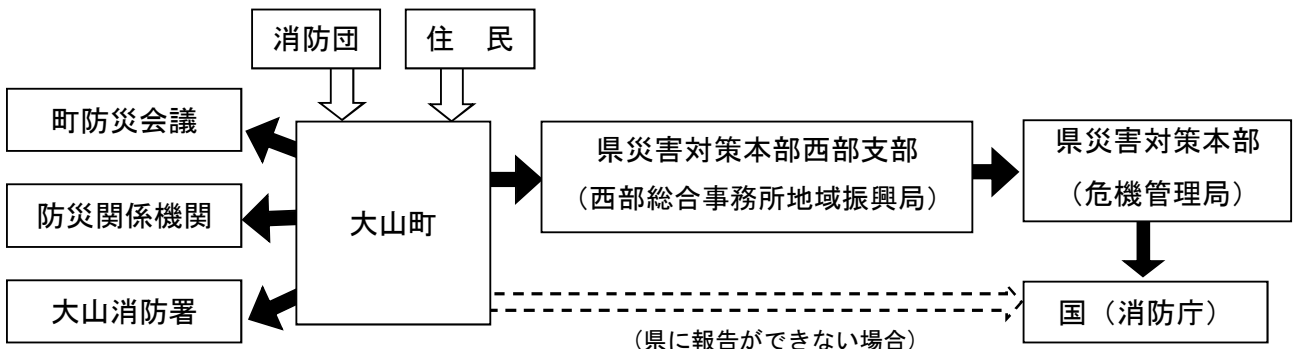 消防団
住　民
町防災会議
防災関係機関
大山消防署
大山町
県災害対策本部西部支部
（西部総合事務所地域振興局）
県災害対策本部
（危機管理局）
国（消防庁）
（県に報告ができない場合）